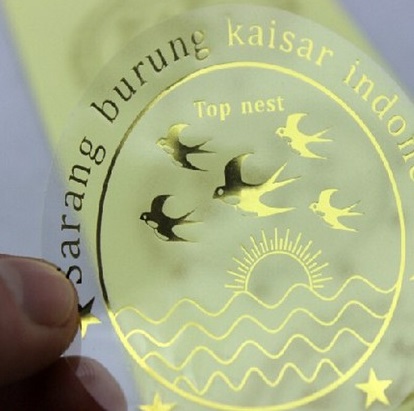 sarang burung kaisar indone
Top nest